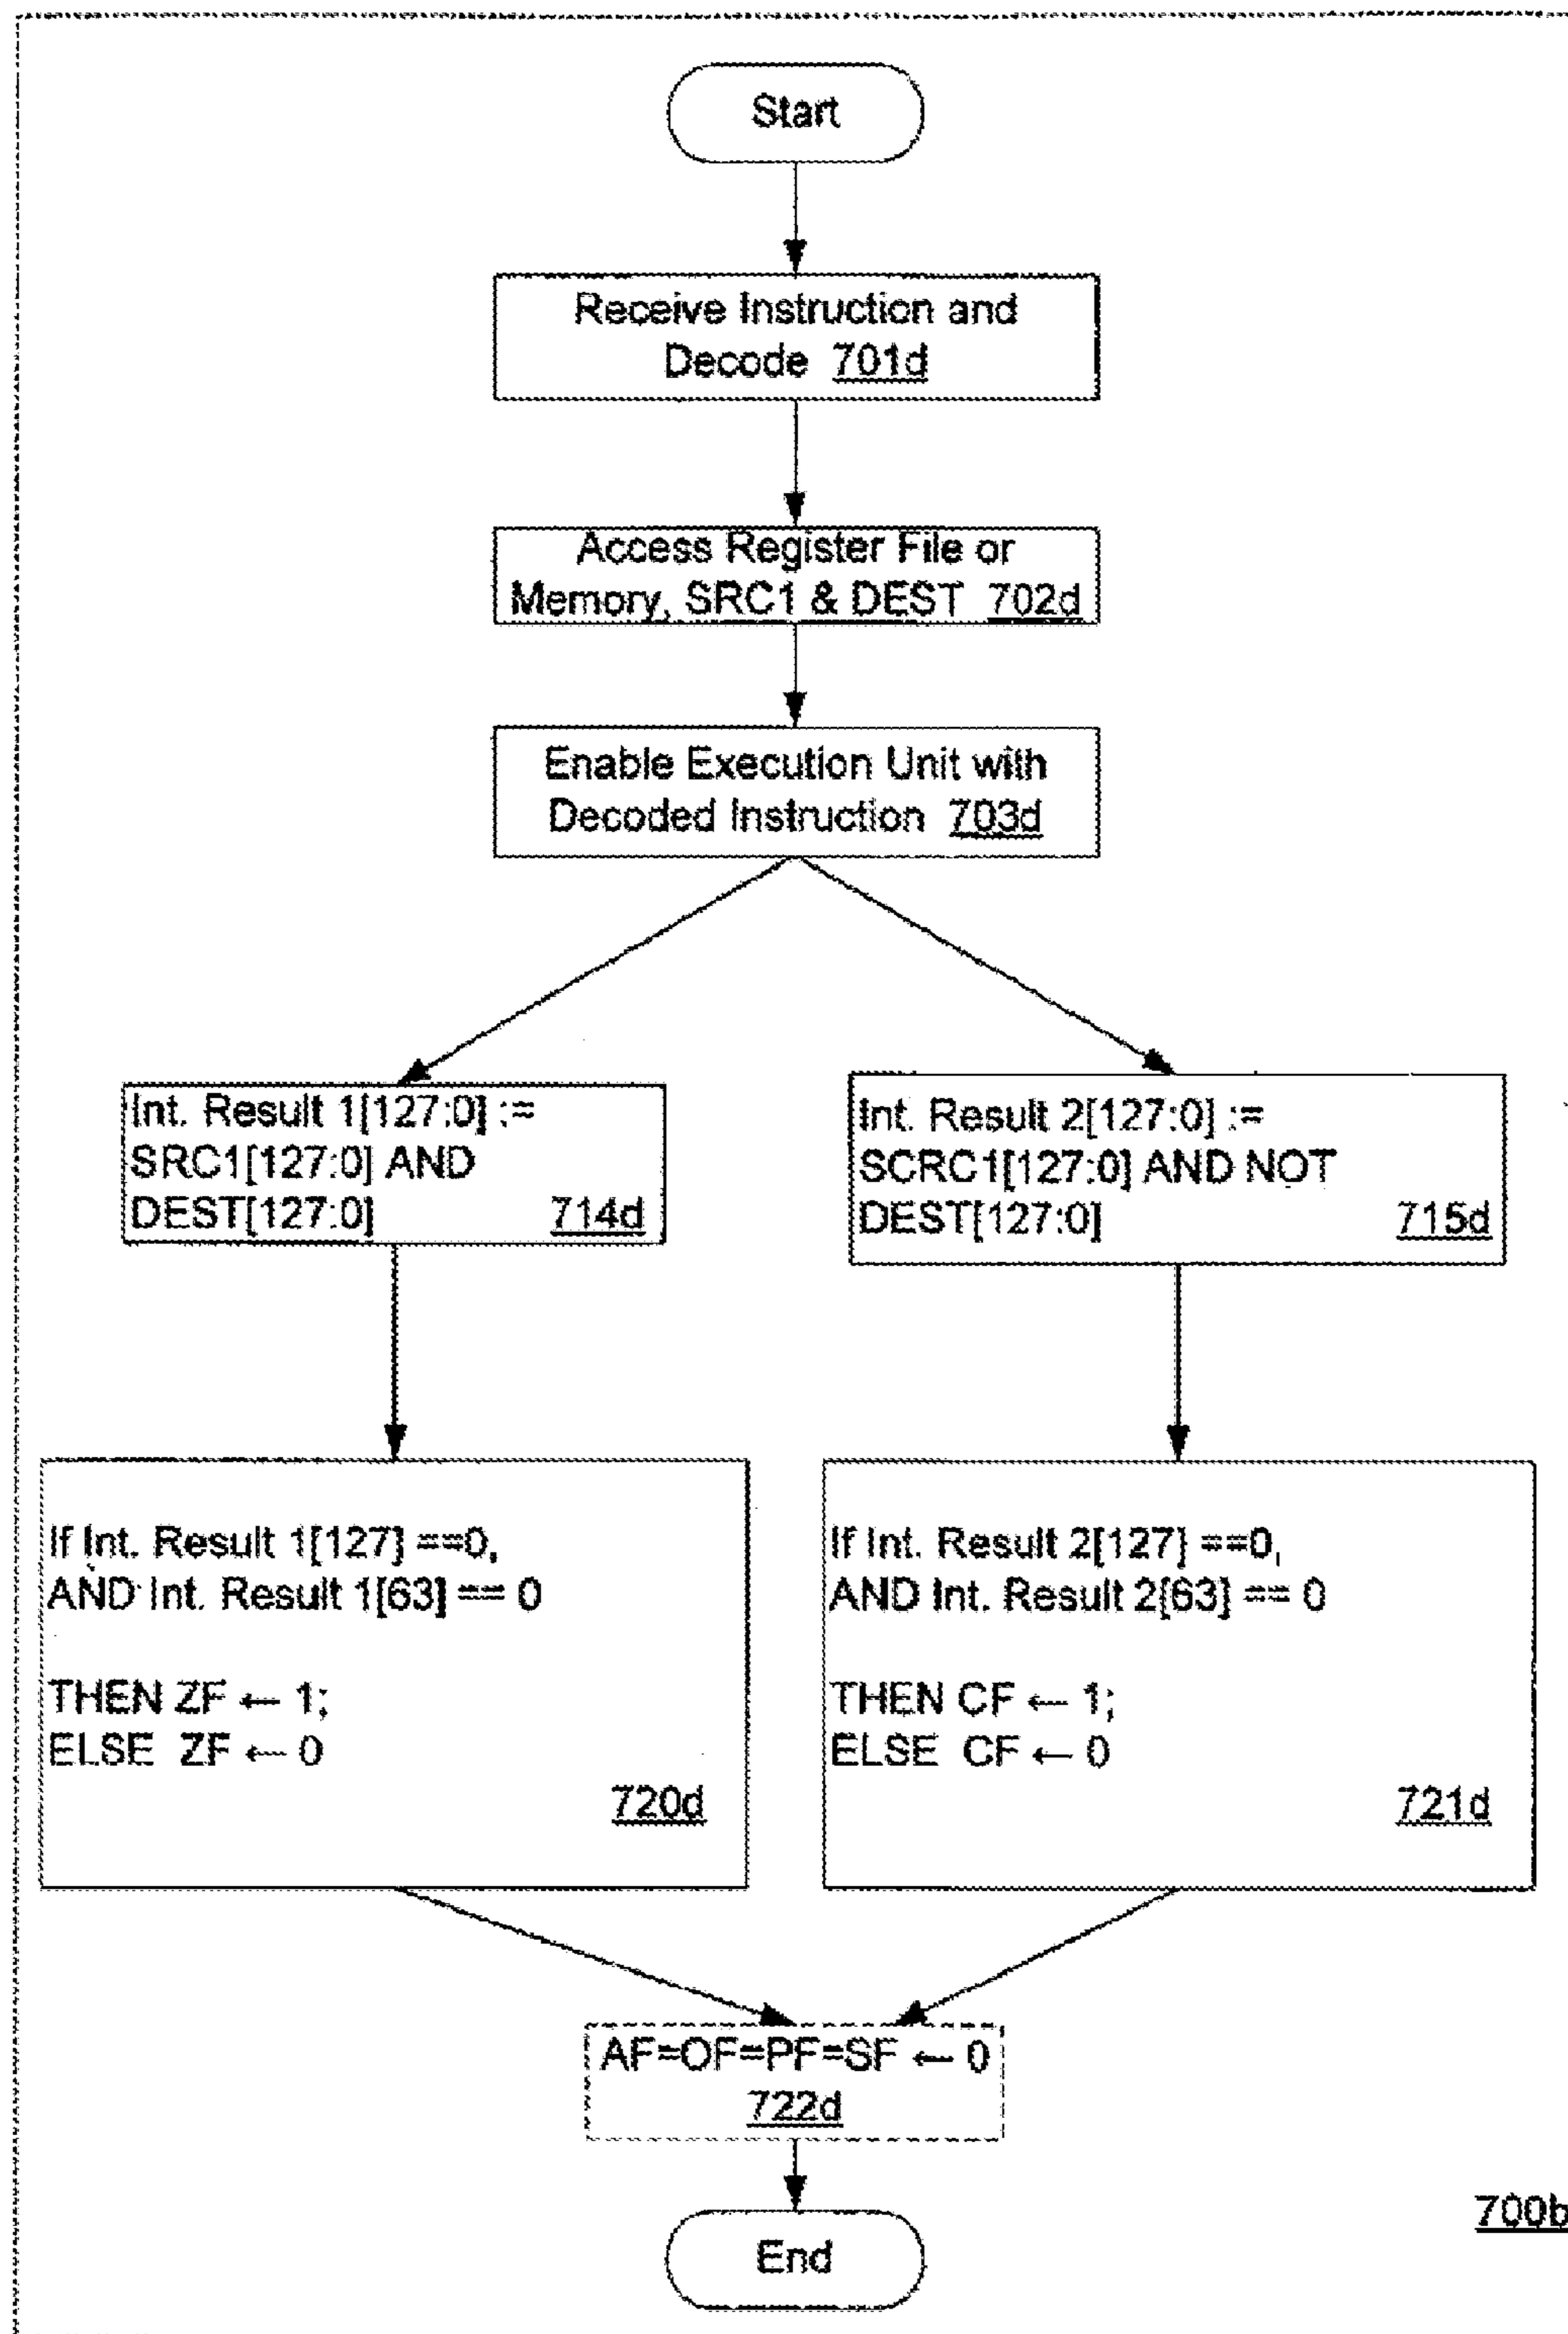 Start
Receive Instruction and
Decode 701d
Access Register File or
Memory, SRC1 & DEST 702d
Enable Execution Unit with
Decoded Instruction 703d
Int. Result 1[127:0] :=
SRC1[127:0] AND
DEST[127:0] 714d
Int. Result 2[127:0] :=
SCRC1[127:0] AND NOT
DEST[127:0] 715d
If Int. Result 1[127] ==0,
AND Int. Result 1[63] == 0
THEN ZF ← 1;
ELSE ZF ← 0
720d
If Int. Result 2[127] ==0,
AND Int. Result 2[63] == 0
THEN CF ← 1;
ELSE CF ← 0
721d
AF=OF=PF=SF ← 0
722d
End
700b